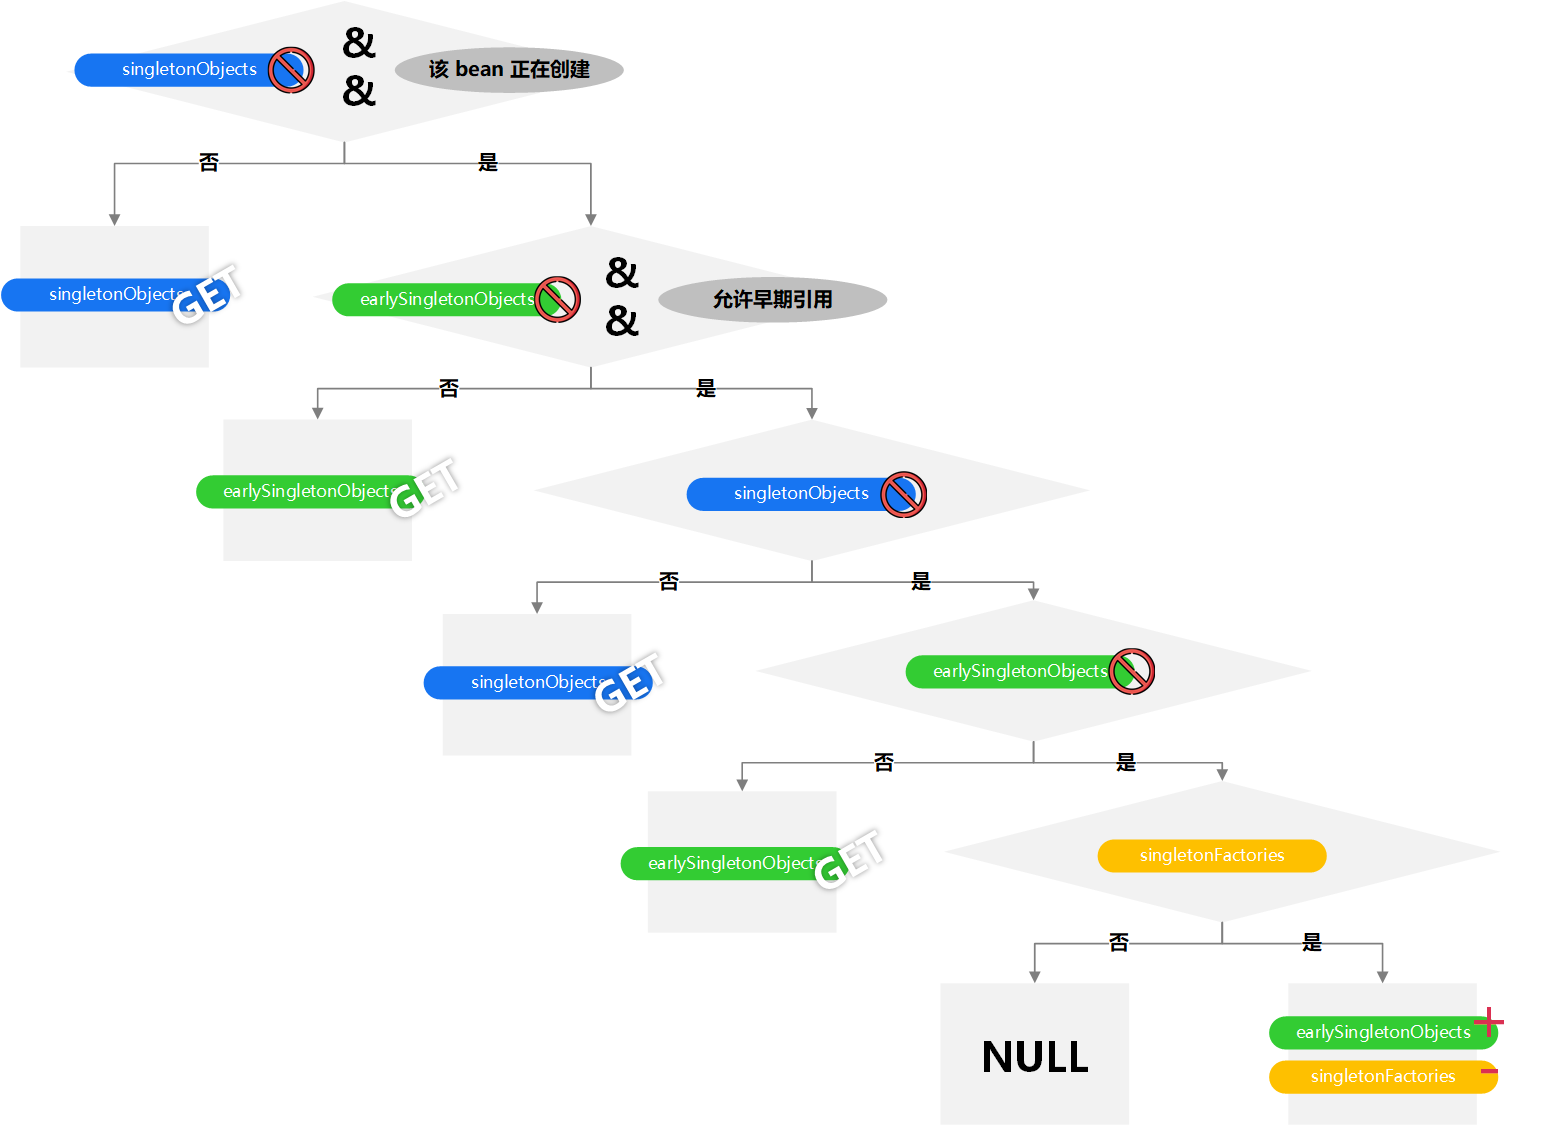 singletonObjects
&
&
该 bean 正在创建
否
是
singletonObjects
GET
earlySingletonObjects
&
&
允许早期引用
否
是
earlySingletonObjects
GET
singletonObjects
否
是
singletonObjects
GET
earlySingletonObjects
否
是
earlySingletonObjects
GET
singletonFactories
否
是
NULL
earlySingletonObjects
+
singletonFactories
-